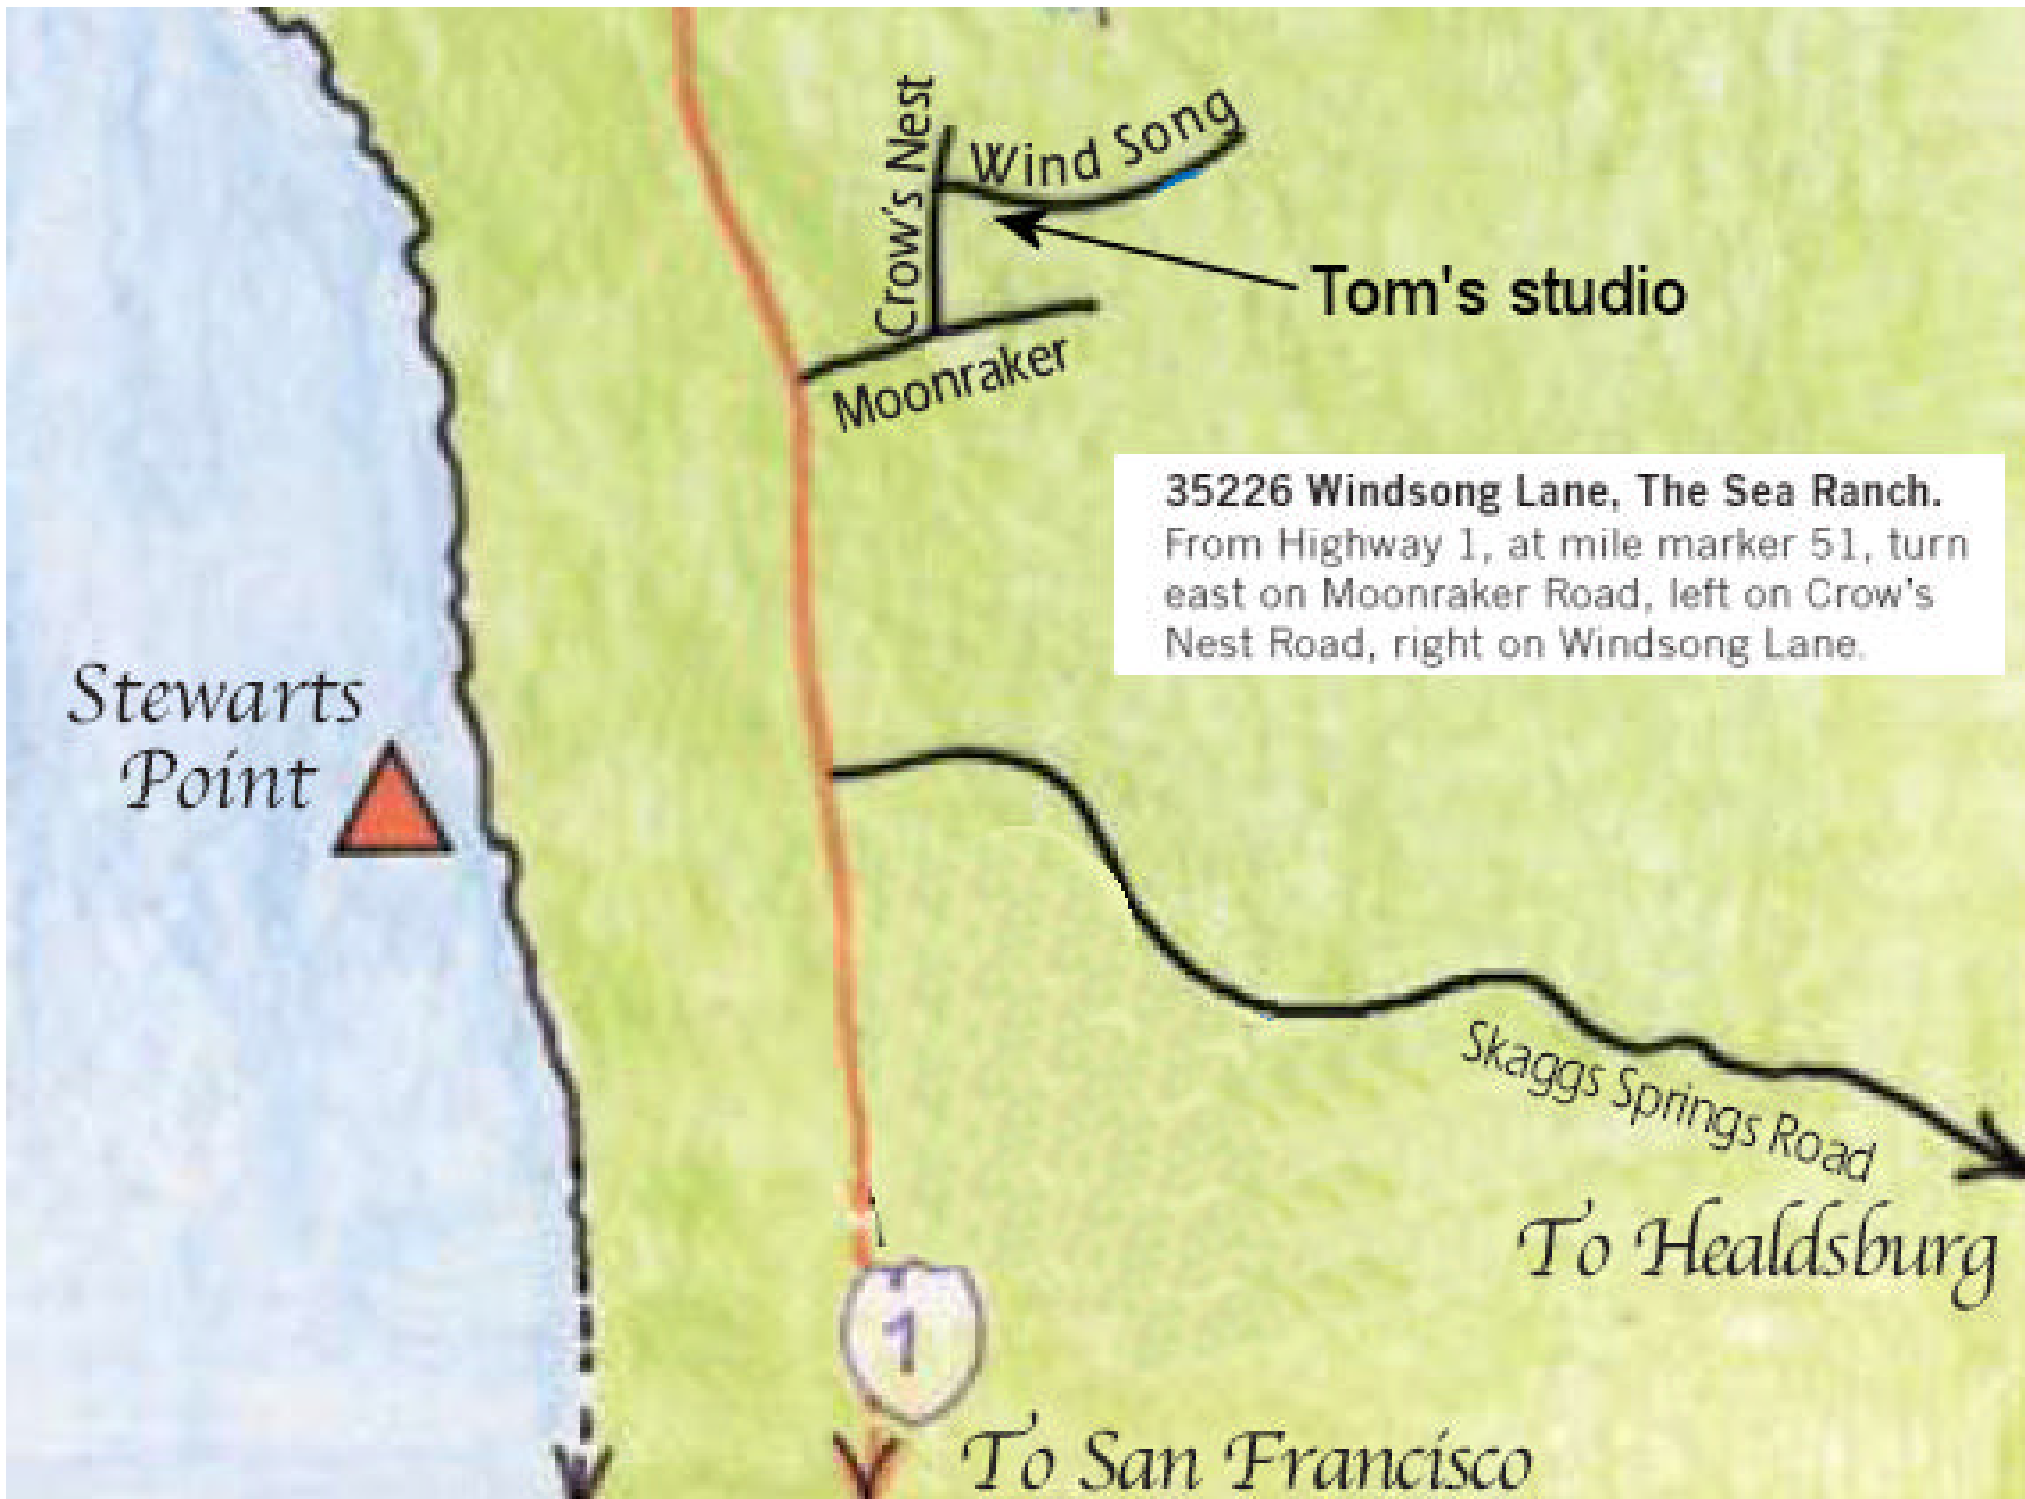 Crow's Nest
Wind Song
Tom's studio
Moonraker
35226 Windsong Lane, The Sea Ranch.
From Highway 1, at mile marker 51, turn
east on Moonraker Road, left on Crow's
Nest Road, right on Windsong Lane.
Stewarts
Point
Skaggs Springs Road
To Healdsburg
1
To San Francisco